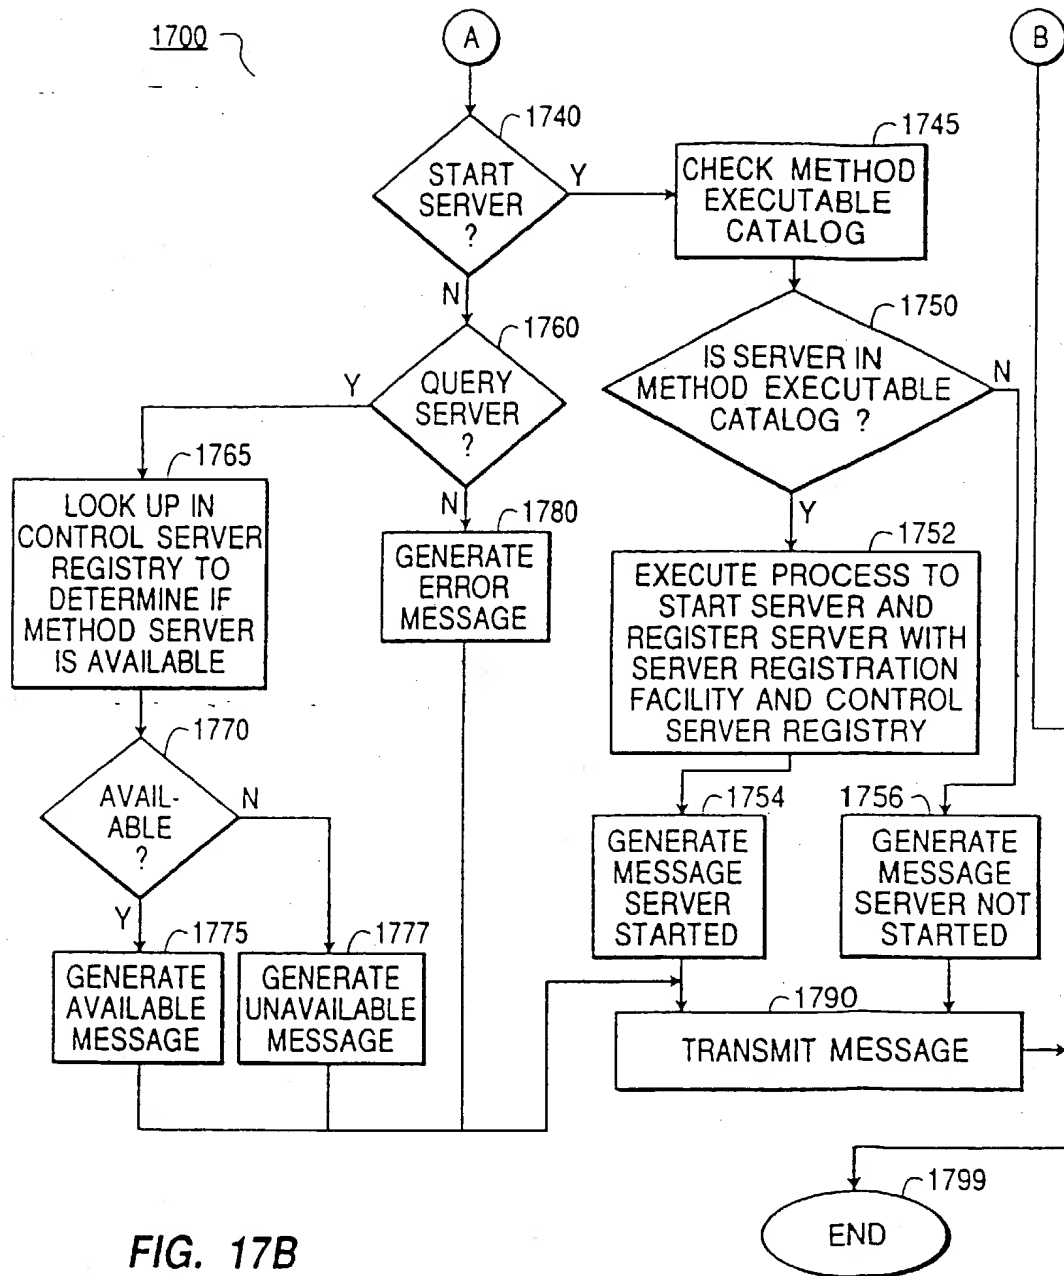 1700
A
B
1740
START
SERVER
?
Y
N
1745
CHECK METHOD
EXECUTABLE
CATALOG
1750
IS SERVER IN
METHOD EXECUTABLE
CATALOG ?
N
Y
1760
QUERY
SERVER
?
Y
N
1765
LOOK UP IN
CONTROL SERVER
REGISTRY TO
DETERMINE IF
METHOD SERVER
IS AVAILABLE
1780
GENERATE
ERROR
MESSAGE
1752
EXECUTE PROCESS TO
START SERVER AND
REGISTER SERVER WITH
SERVER REGISTRATION
FACILITY AND CONTROL
SERVER REGISTRY
1770
AVAIL-
ABLE
?
N
Y
1754
GENERATE
MESSAGE
SERVER
STARTED
1756
GENERATE
MESSAGE
SERVER NOT
STARTED
1775
GENERATE
AVAILABLE
MESSAGE
1777
GENERATE
UNAVAILABLE
MESSAGE
1790
TRANSMIT MESSAGE
1799
END
FIG. 17B